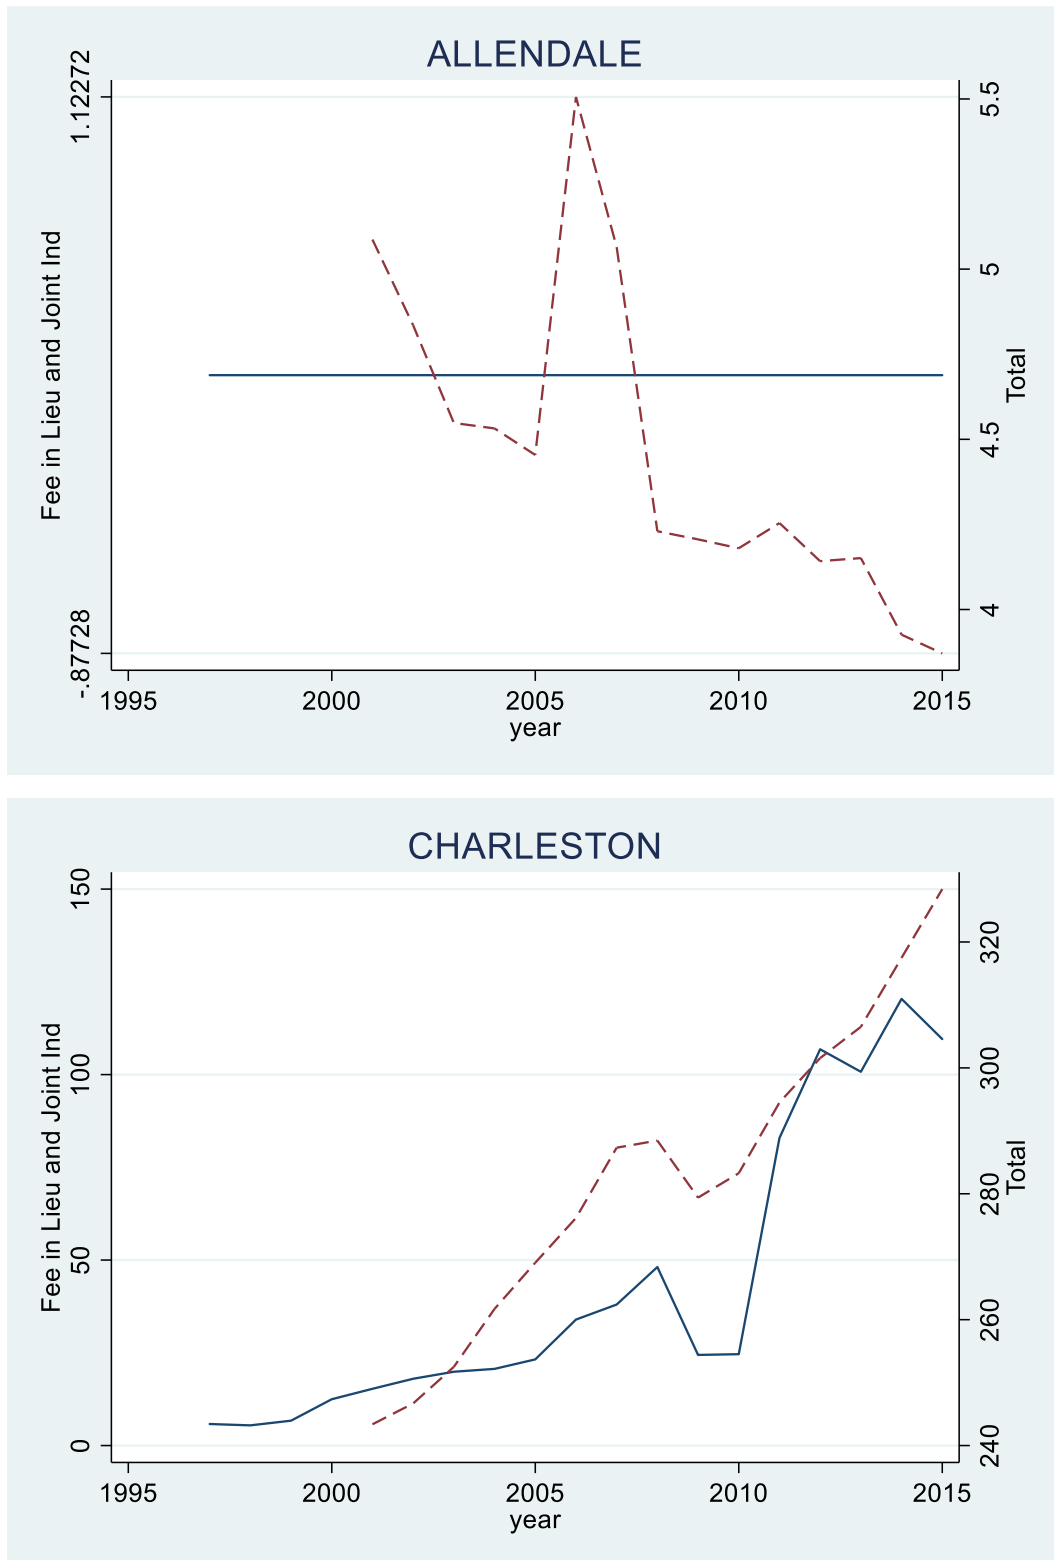 ALLENDALE
1.12272
-.87728
Fee in Lieu and Joint Ind
5.5
5
4.5
4
Total
1995 2000 2005 2010 2015
year
CHARLESTON
150
100
50
0
Fee in Lieu and Joint Ind
320
300
280
260
240
Total
1995 2000 2005 2010 2015
year